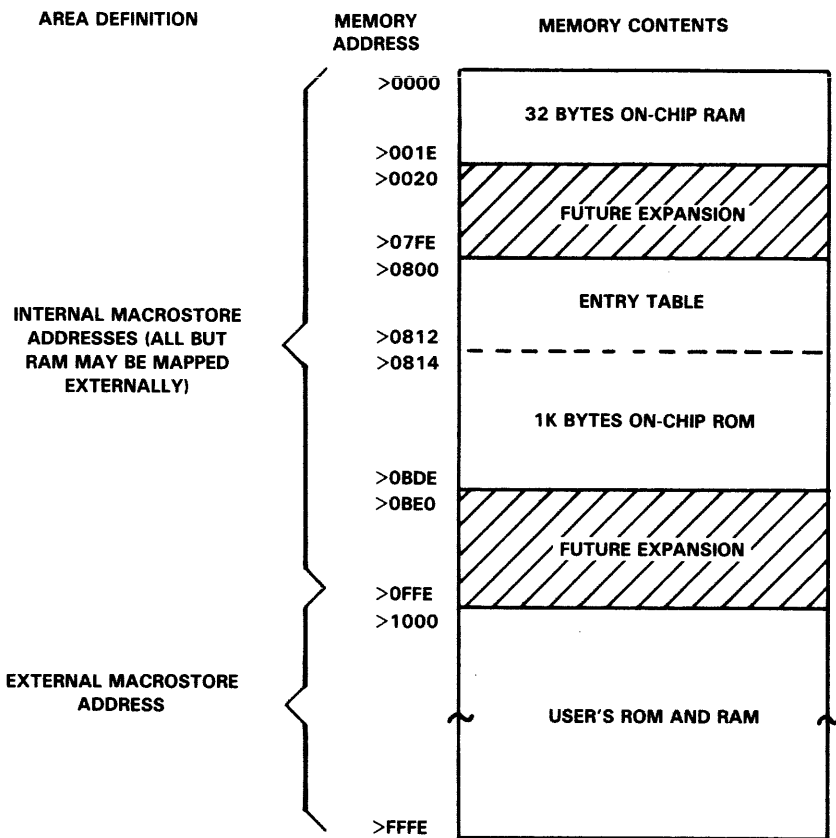 AREA DEFINITION
MEMORY
ADDRESS
MEMORY CONTENTS
>0000
32 BYTES ON-CHIP RAM
>001E
>0020
FUTURE EXPANSION
>07FE
>0800
ENTRY TABLE
INTERNAL MACROSTORE
ADDRESSES (ALL BUT
RAM MAY BE MAPPED
EXTERNALLY)
>0812
>0814
1K BYTES ON-CHIP ROM
>0BDE
>0BE0
FUTURE EXPANSION
>0FFE
>1000
EXTERNAL MACROSTORE
ADDRESS
USER'S ROM AND RAM
>FFFE